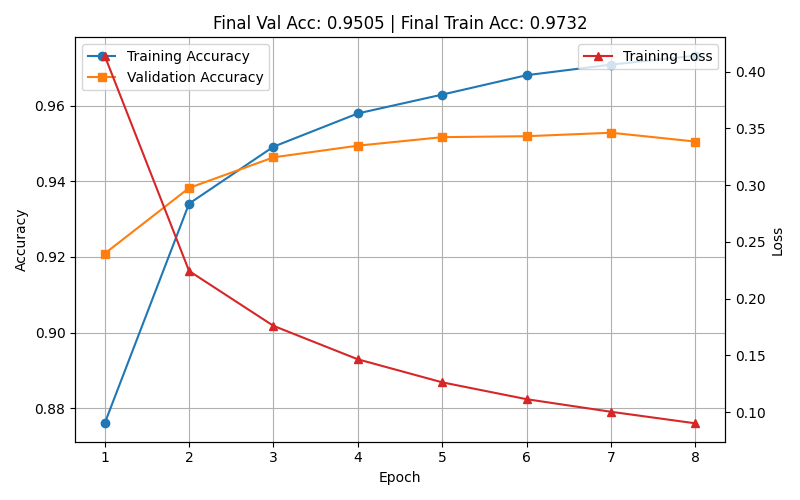 Final Val Acc: 0.9505 | Final Train Acc: 0.9732
Training Accuracy
Validation Accuracy
Training Loss
0.96
0.94
0.92
0.90
0.88
Accuracy
0.40
0.35
0.30
0.25
0.20
0.15
0.10
Loss
1 2 3 4 5 6 7 8
Epoch